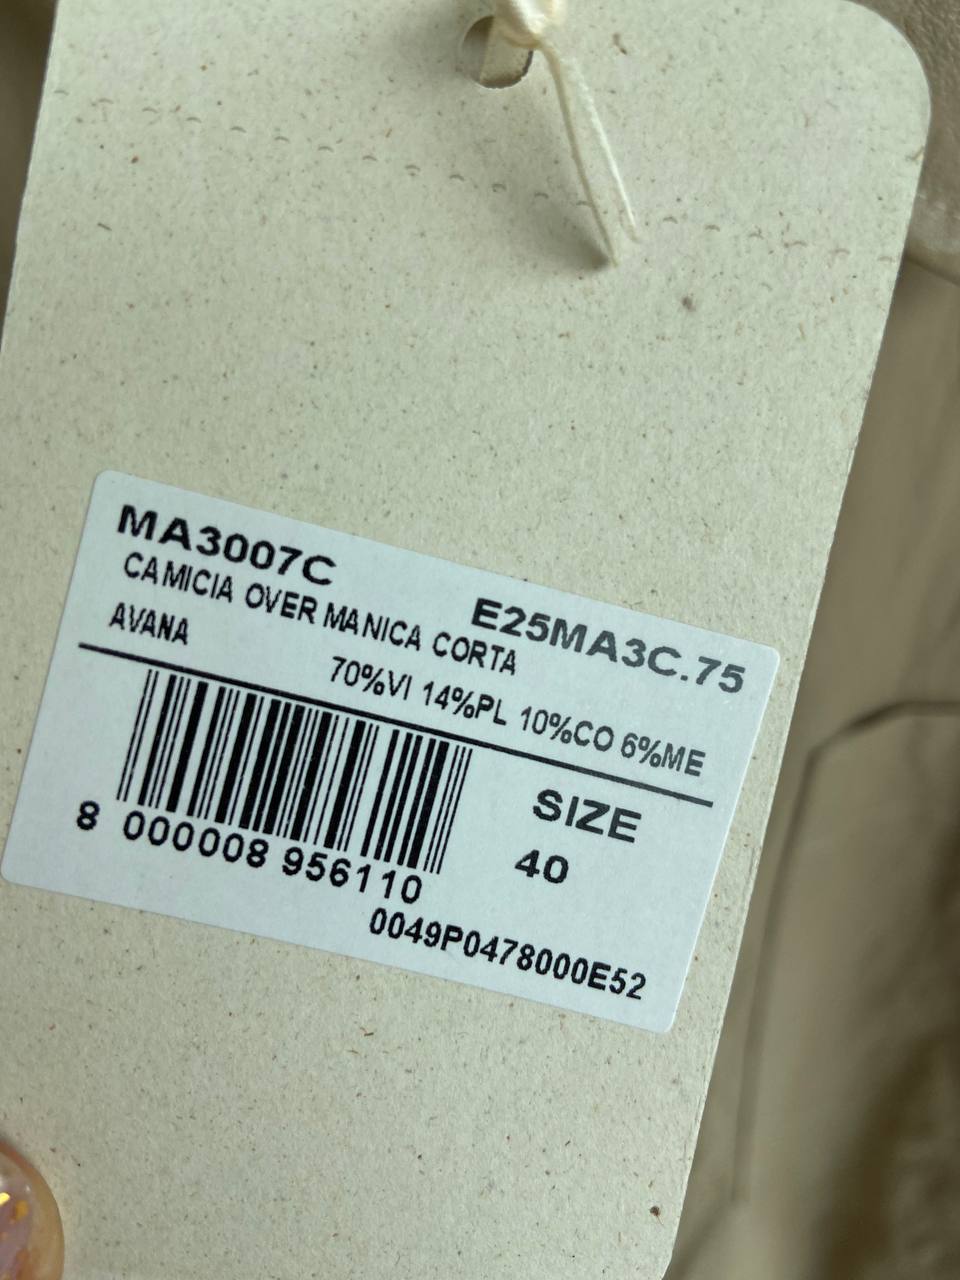 MA3007C
E25MA3C.75
CAMICIA OVER MANICA CORTA
AVANA
70%VI 14%PL 10%CO 6%ME
SIZE
40
8 000008 956110
0049P0478000E52